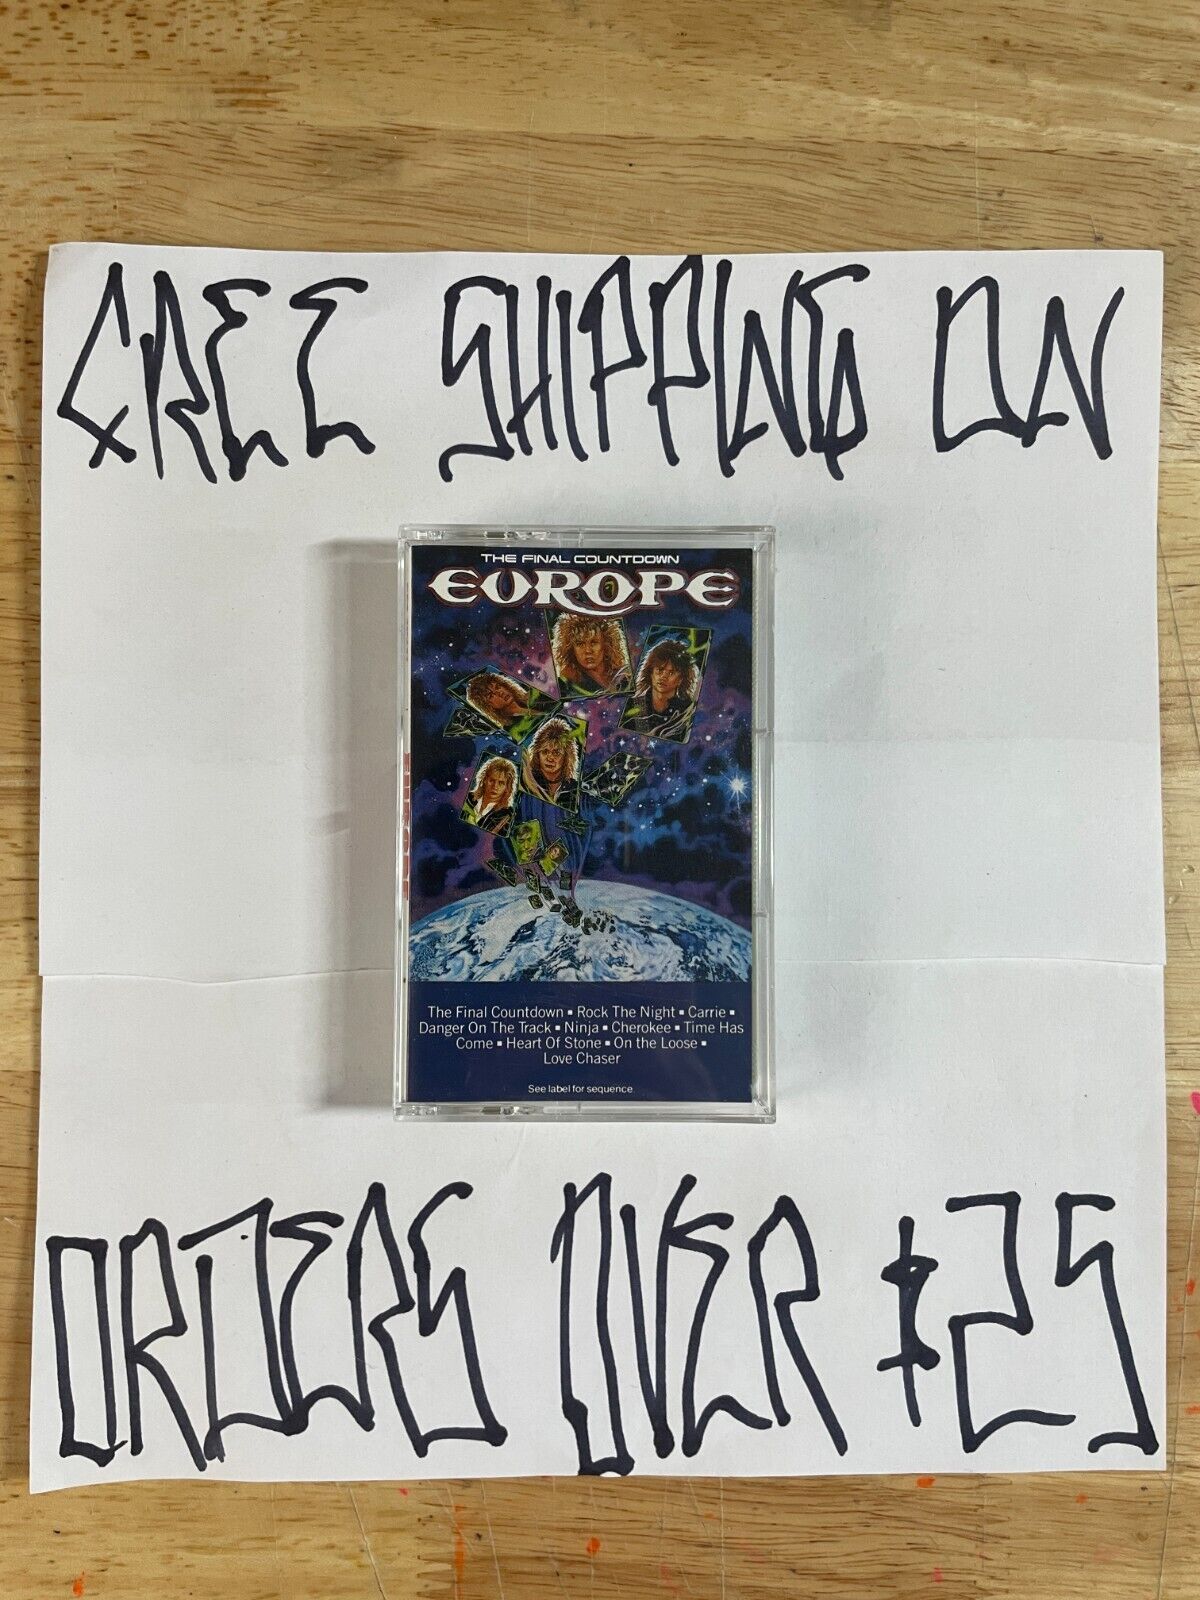 FREE SHIPPING ON
THE FINAL COUNTDOWN
EUROPE
The Final Countdown ▪ Rock The Night ▪ Carrie ▪
Danger On The Track ▪ Ninja ▪ Cherokee ▪ Time Has
Come ▪ Heart Of Stone ▪ On the Loose ▪
Love Chaser
See label for sequence
ORDERS OVER $25